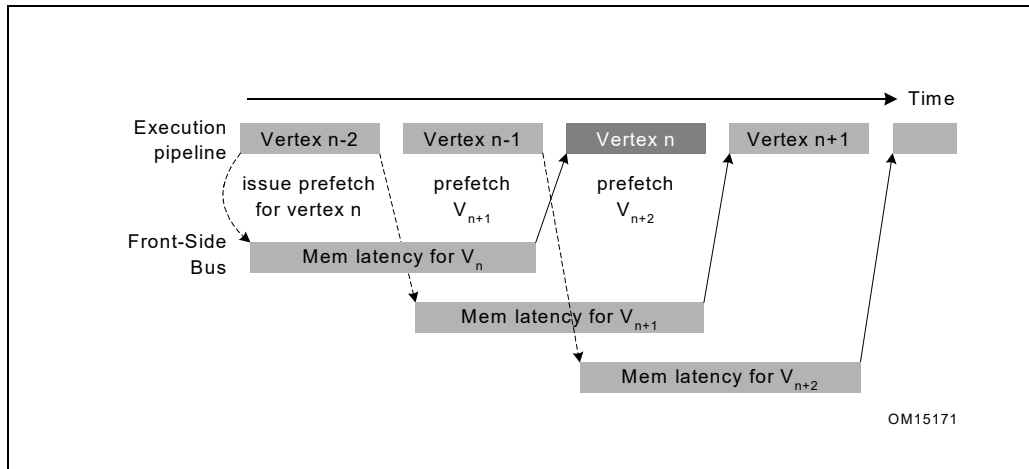 Time
Execution
pipeline
Vertex n-2
Vertex n-1
Vertex n
Vertex n+1
issue prefetch
for vertex n
prefetch
Vn+1
prefetch
Vn+2
Front-Side
Bus
Mem latency for Vn
Mem latency for Vn+1
Mem latency for Vn+2
OM15171